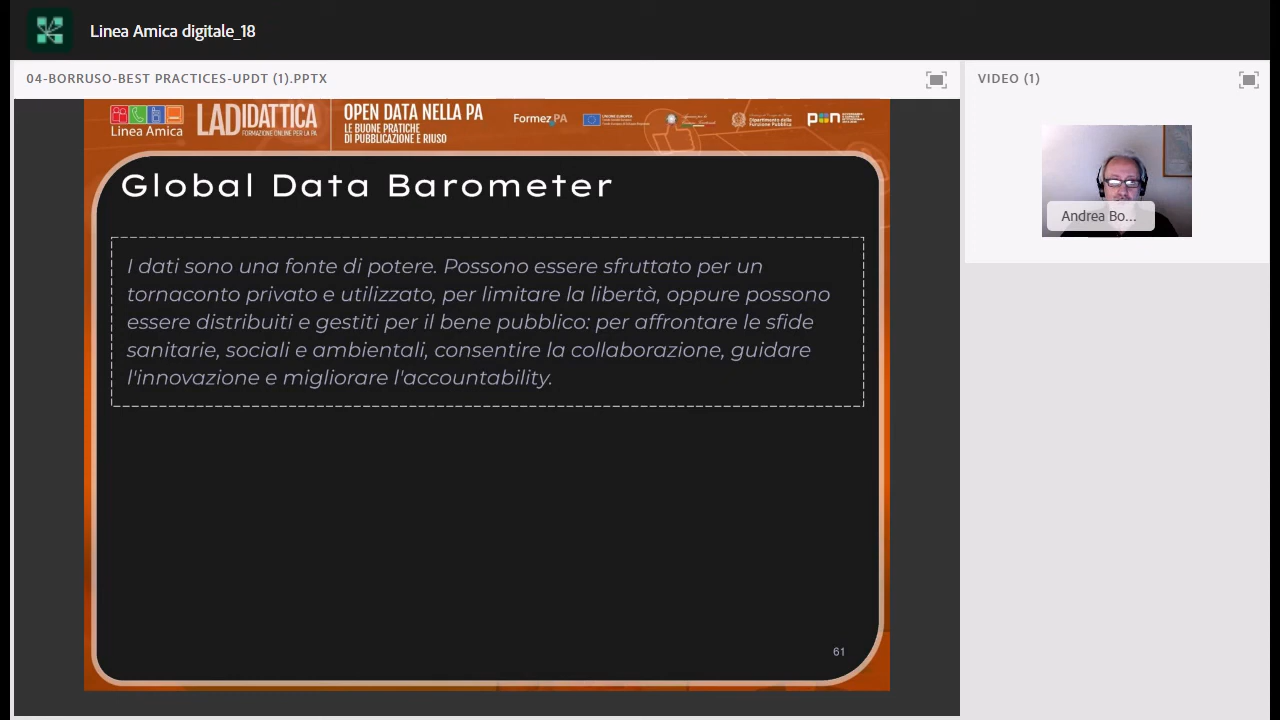 Linea Amica digitale_18
04-BORRUSO-BEST PRACTICES-UPDT (1).PPTX
VIDEO (1)
Linea Amica
LADIDATTICA
FORMAZIONE ONLINE PER LA PA
OPEN DATA NELLA PA
LE BUONE PRATICHE
DI PUBBLICAZIONE E RIUSO
FormezPA
UNIONE EUROPEA
Dipartimento della
Funzione Pubblica
pon
Global Data Barometer
I dati sono una fonte di potere. Possono essere sfruttato per un
tornaconto privato e utilizzato, per limitare la libertà, oppure possono
essere distribuiti e gestiti per il bene pubblico: per affrontare le sfide
sanitarie, sociali e ambientali, consentire la collaborazione, guidare
l'innovazione e migliorare l'accountability.
61
Andrea Bo...